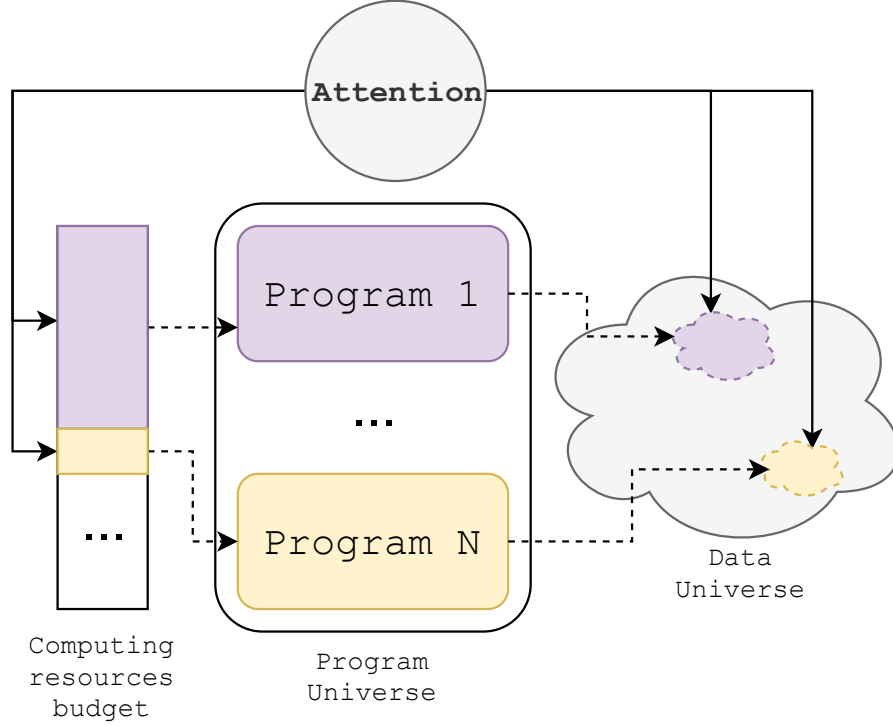 Attention
Program 1
...
Program N
...
Data
Universe
Computing
resources
budget
Program
Universe